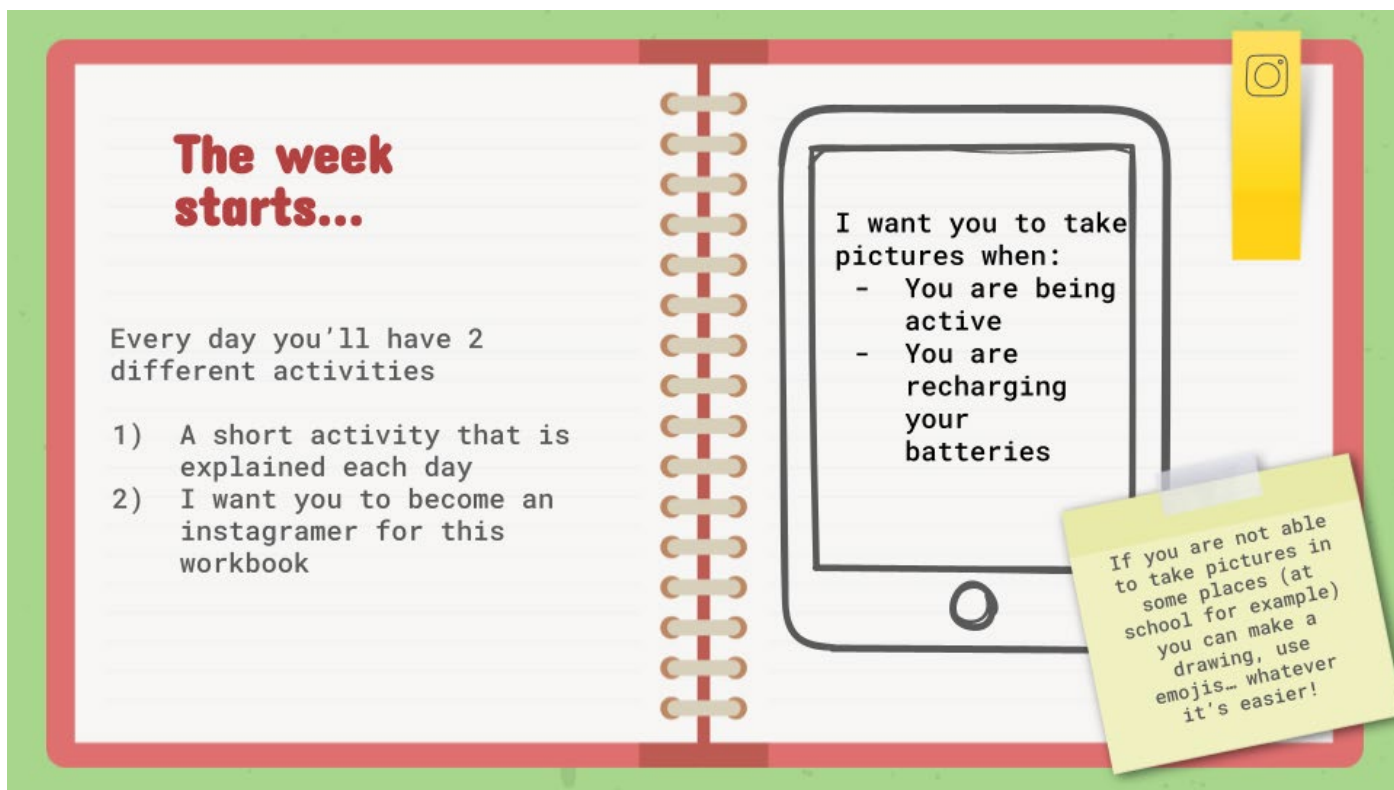 The week
starts...
Every day you'll have 2
different activities
1) A short activity that is
explained each day
2) I want you to become an
instagramer for this
workbook
I want you to take
pictures when:
- You are being
active
- You are
recharging
your
batteries
If you are not able
to take pictures in
some places (at
school for example)
you can make a
drawing, use
emojis… whatever
it's easier!